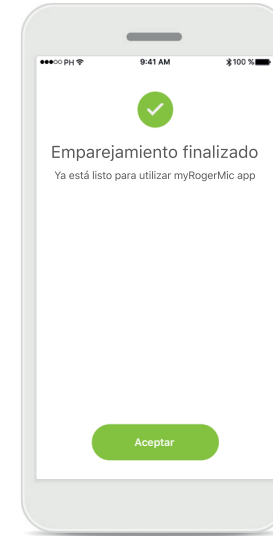 PH 9:41 AM 100 %
Emparejamiento finalizado
Ya está listo para utilizar myRogerMic app
Aceptar